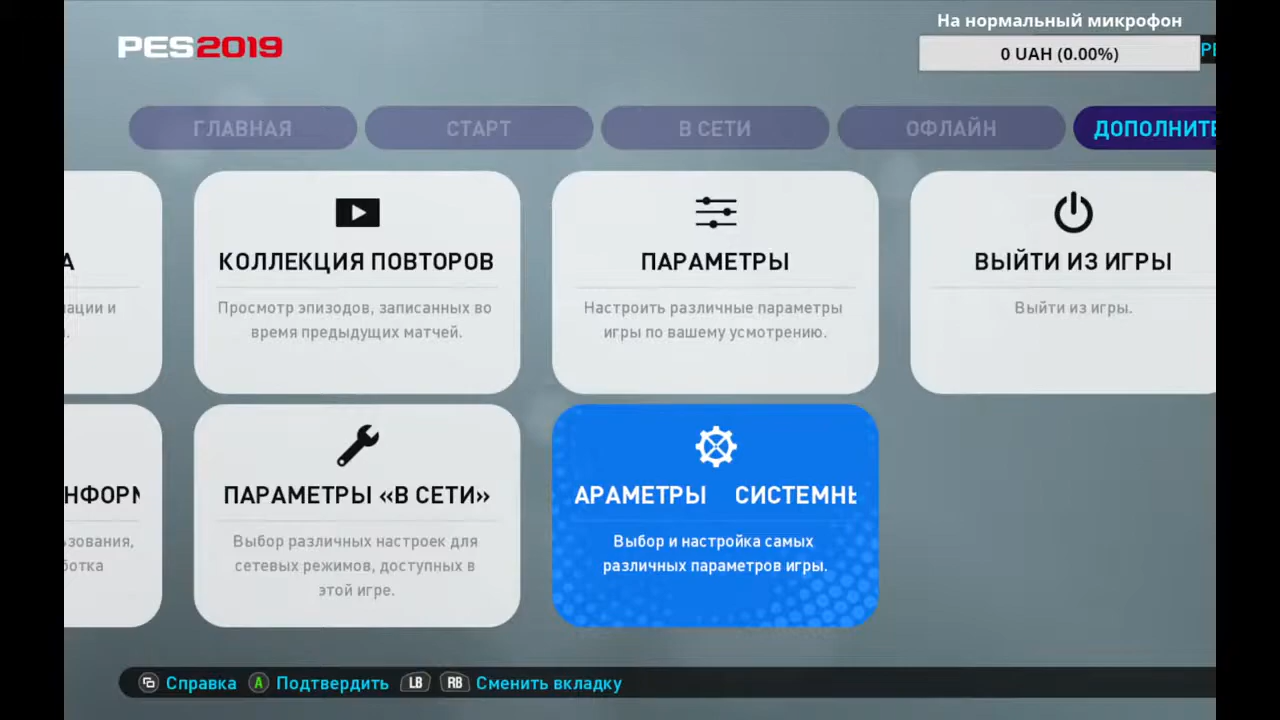 На нормальный микрофон
PES2019
0 UAH (0.00%)
ГЛАВНАЯ
СТАРТ
В СЕТИ
ОФЛАЙН
ДОПОЛНИТЕ
КОЛЛЕКЦИЯ ПОВТОРОВ
Просмотр эпизодов, записанных во
время предыдущих матчей.
ПАРАМЕТРЫ
Настроить различные параметры
игры по вашему усмотрению.
ВЫЙТИ ИЗ ИГРЫ
Выйти из игры.
ПАРАМЕТРЫ «В СЕТИ»
Выбор различных настроек для
сетевых режимов, доступных в
этой игре.
АРАМЕТРЫ СИСТЕМНЫ
Выбор и настройка самых
различных параметров игры.
Справка
A Подтвердить
LB RB Сменить вкладку